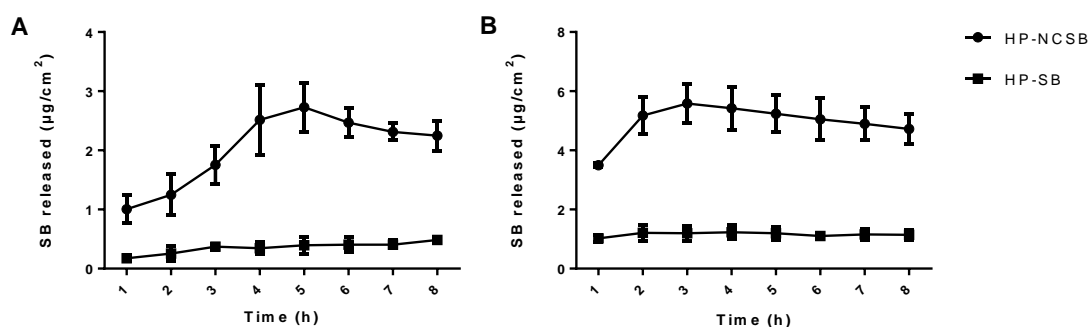 A
SB released (µg/cm²)
4
3
2
1
0
1 2 3 4 5 6 7 8
Time (h)
B
SB released (µg/cm²)
8
6
4
2
0
1 2 3 4 5 6 7 8
Time (h)
HP-NCSB
HP-SB